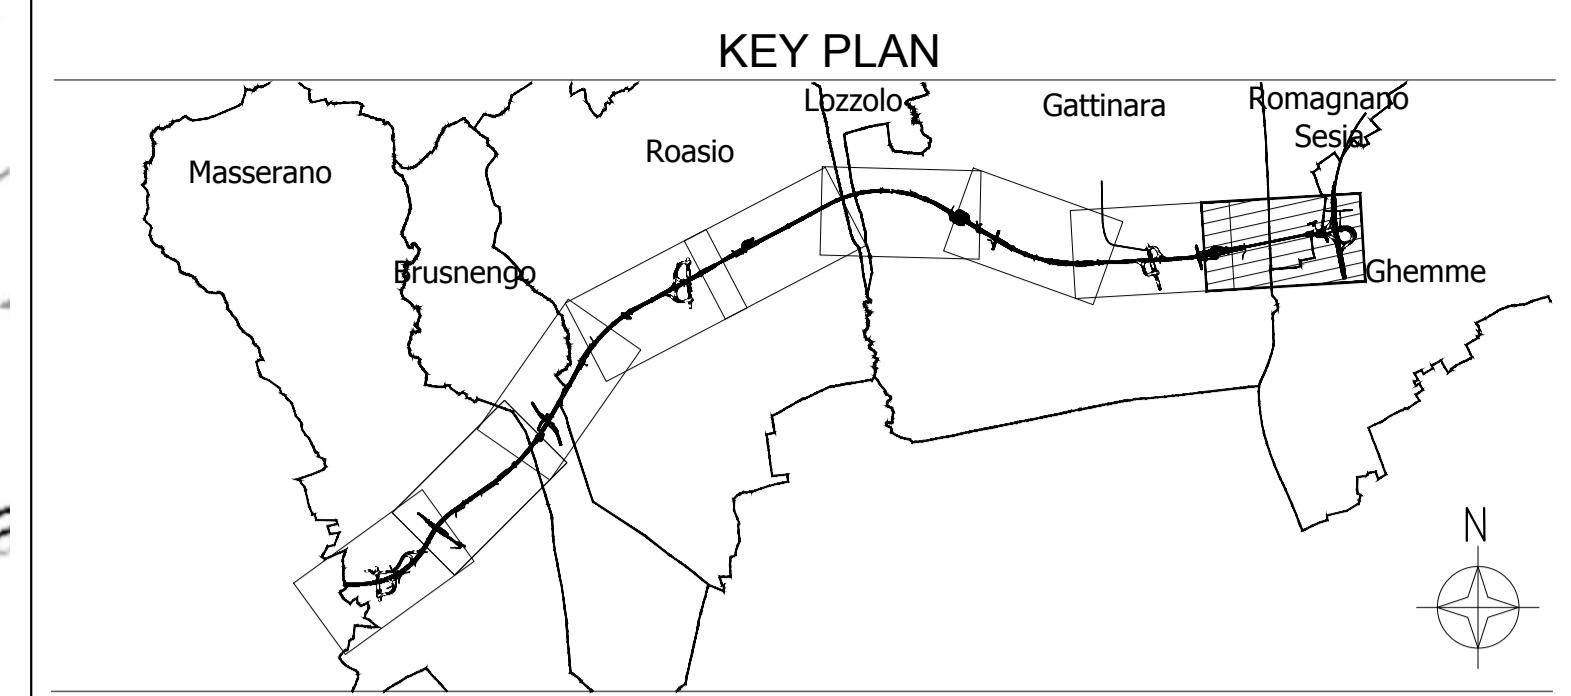 KEY PLAN
Lozzolo
Gattinara
Romagnano
Sesia
Roasio
Masserano
Brusnengo
Ghemme
N